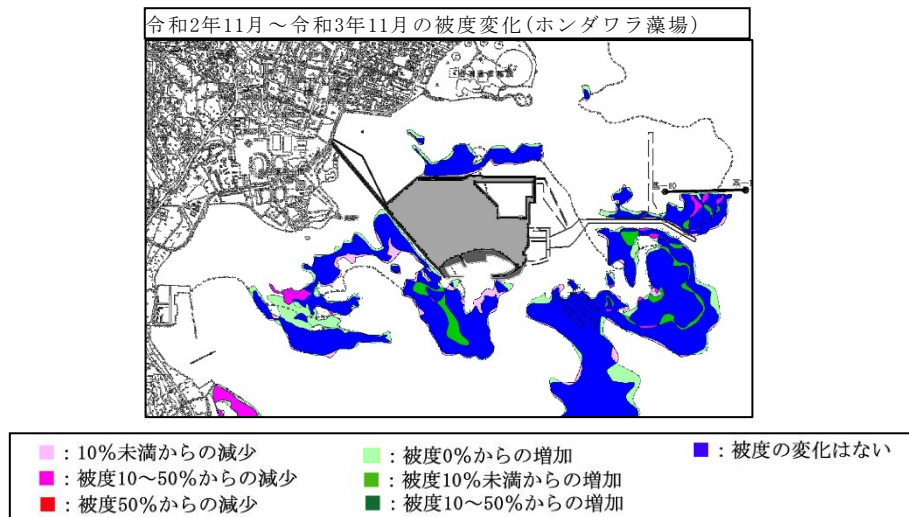 令和2年11月～令和3年11月の被度変化(ホンダワラ藻場)
：10%未満からの減少
：被度10～50%からの減少
：被度50%からの減少
：被度0%からの増加
：被度10%未満からの増加
：被度10～50%からの増加
：被度の変化はない